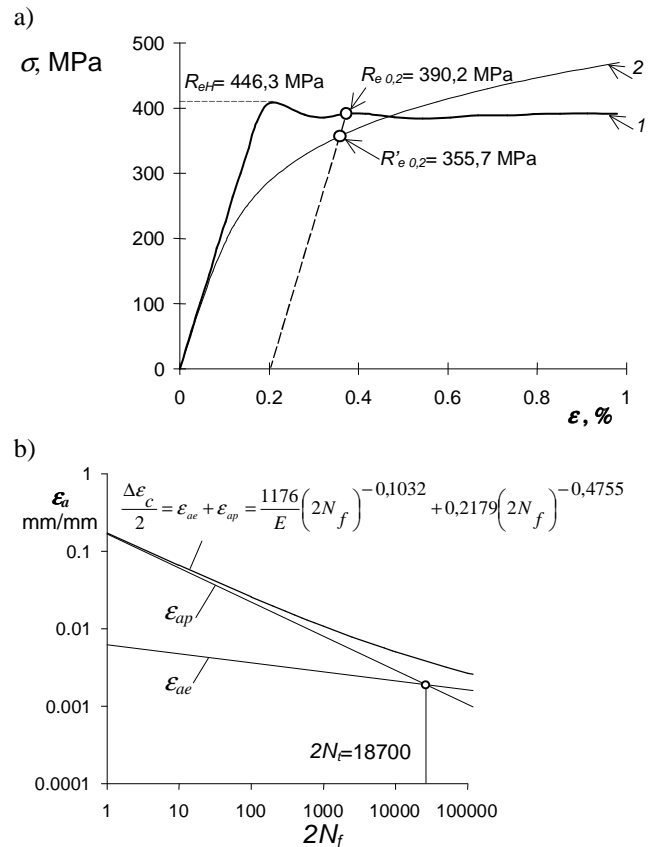 a)
σ, MPa
500
400
300
200
100
0
R_eH = 446,3 MPa
R_e 0,2 = 390,2 MPa
R'_e 0,2 = 355,7 MPa
2
1
0
0.2
0.4
0.6
0.8
1
ε, %
b)
ε_a
mm/mm
1
0.1
0.01
0.001
0.0001
Δε_c/2 = ε_ae + ε_ap = 1176/E (2N_f)^-0,1032 + 0,2179(2N_f)^-0,4755
ε_ap
ε_ae
2N_t=18700
1
10
100
1000
10000
100000
2N_f